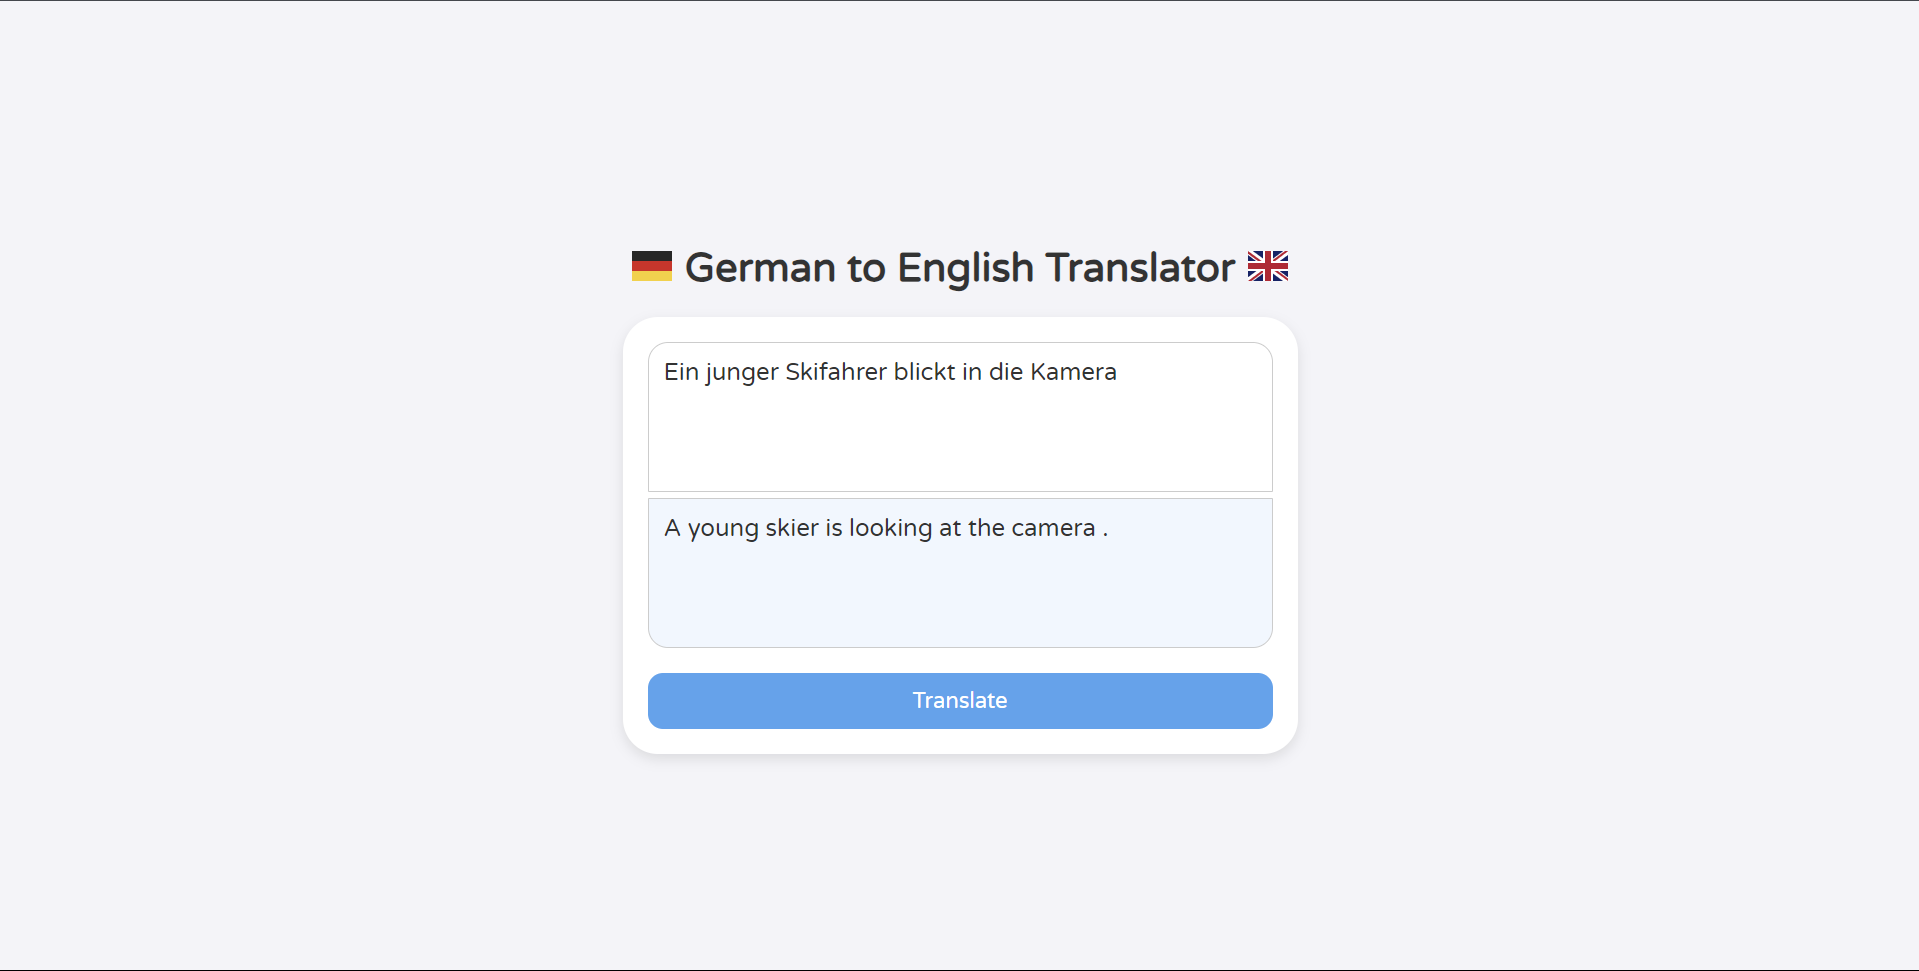 German to English Translator
Ein junger Skifahrer blickt in die Kamera
A young skier is looking at the camera .
Translate